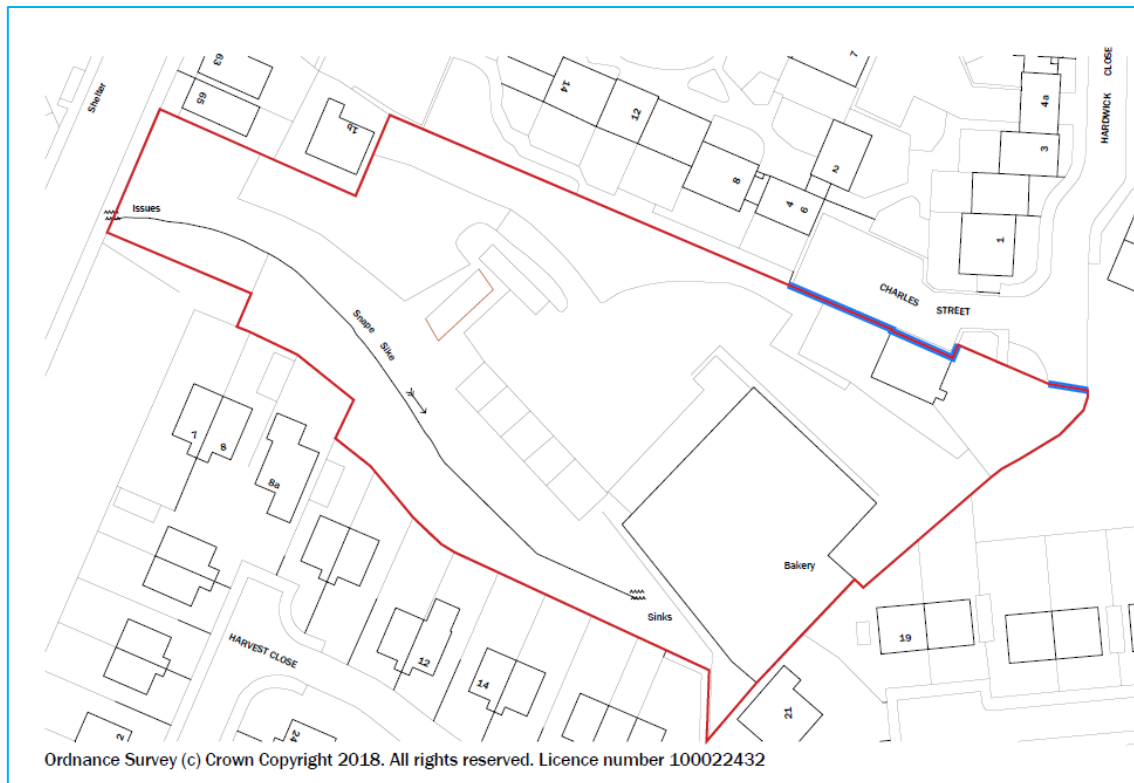 63
65
Shelter
1b
14
12
7
HARDWICK CLOSE
4a
3
2
8
4
6
1
Issues
CHARLES STREET
Snape Sike
7
8
8a
Bakery
Sinks
19
HARVEST CLOSE
12
14
21
2
24
Ordnance Survey (c) Crown Copyright 2018. All rights reserved. Licence number 100022432